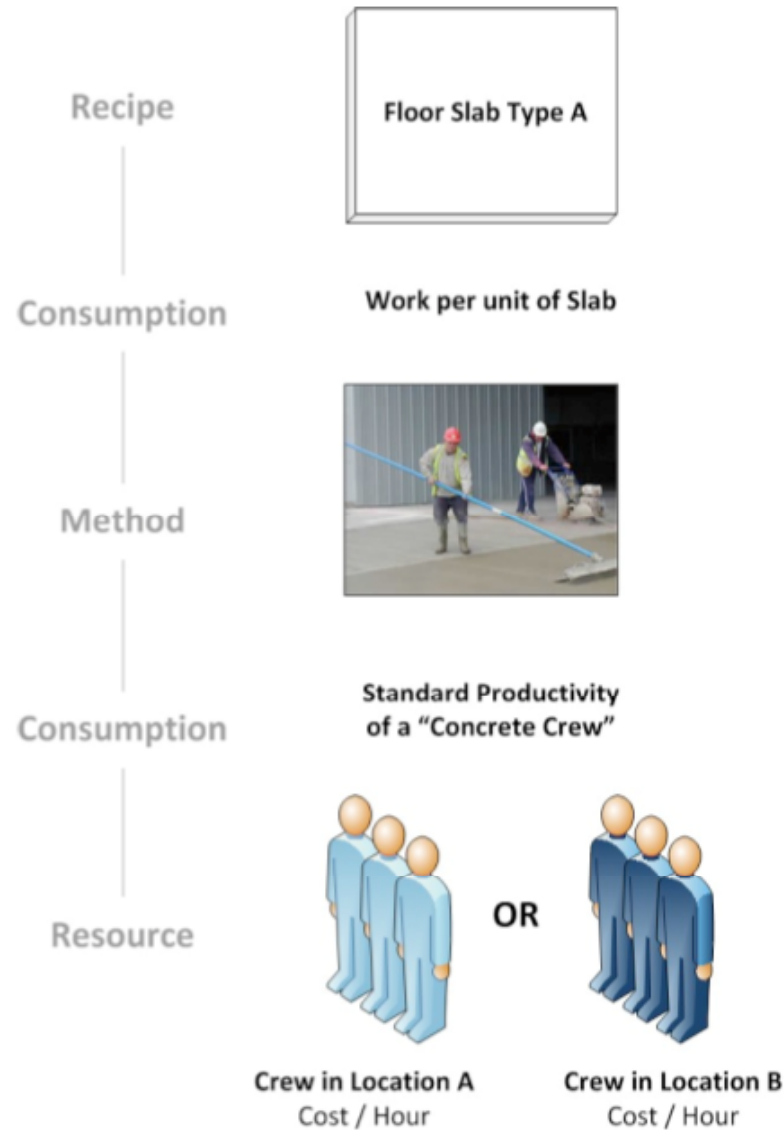 Recipe
Floor Slab Type A
Consumption
Work per unit of Slab
Method
Consumption
Standard Productivity
of a “Concrete Crew”
Resource
OR
Crew in Location A
Cost / Hour
Crew in Location B
Cost / Hour